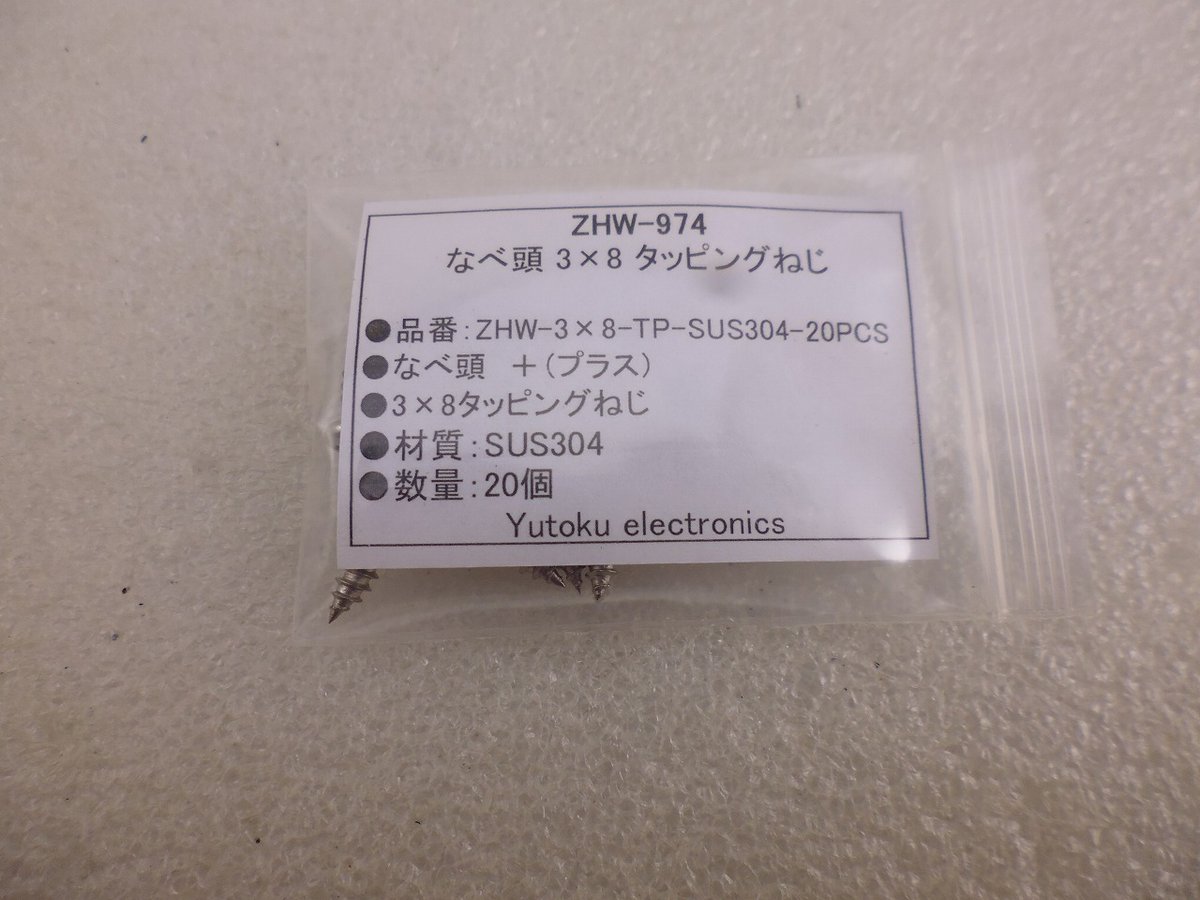 ZHW-974
なべ頭 3×8 タッピングねじ
●品番:ZHW-3×8-TP-SUS304-20PCS
●なべ頭 +(プラス)
●3×8タッピングねじ
●材質:SUS304
●数量:20個
Yutoku electronics